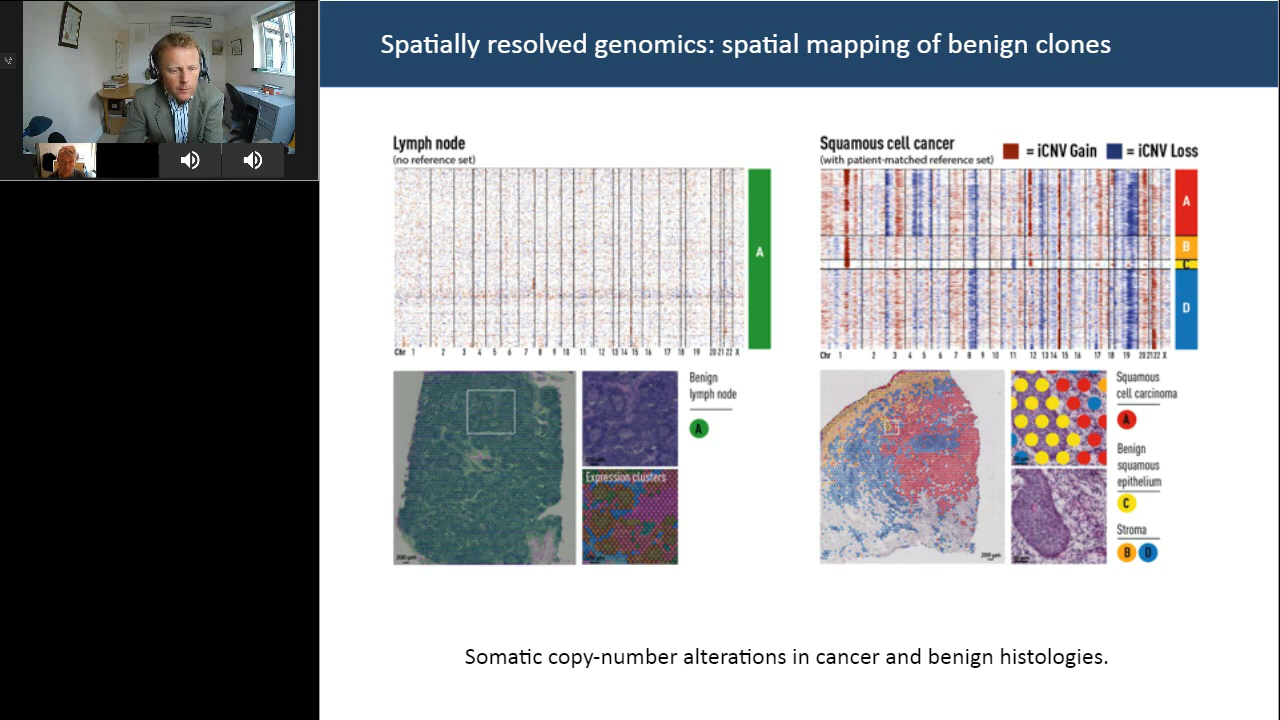 Spatially resolved genomics: spatial mapping of benign clones
Lymph node
(no reference set)
A
Chr 1 2 3 4 5 6 7 8 9 10 11 12 13 14 15 16 17 18 19 20 21 22 X
Benign
lymph node
A
Expression clusters
200 µm
Squamous cell cancer
(with patient-matched reference set)
= iCNV Gain
= iCNV Loss
A
B
C
D
Chr 1 2 3 4 5 6 7 8 9 10 11 12 13 14 15 16 17 18 19 20 21 22 X
200 µm
Squamous
cell carcinoma
A
Benign
squamous
epithelium
C
Stroma
B D
Somatic copy-number alterations in cancer and benign histologies.